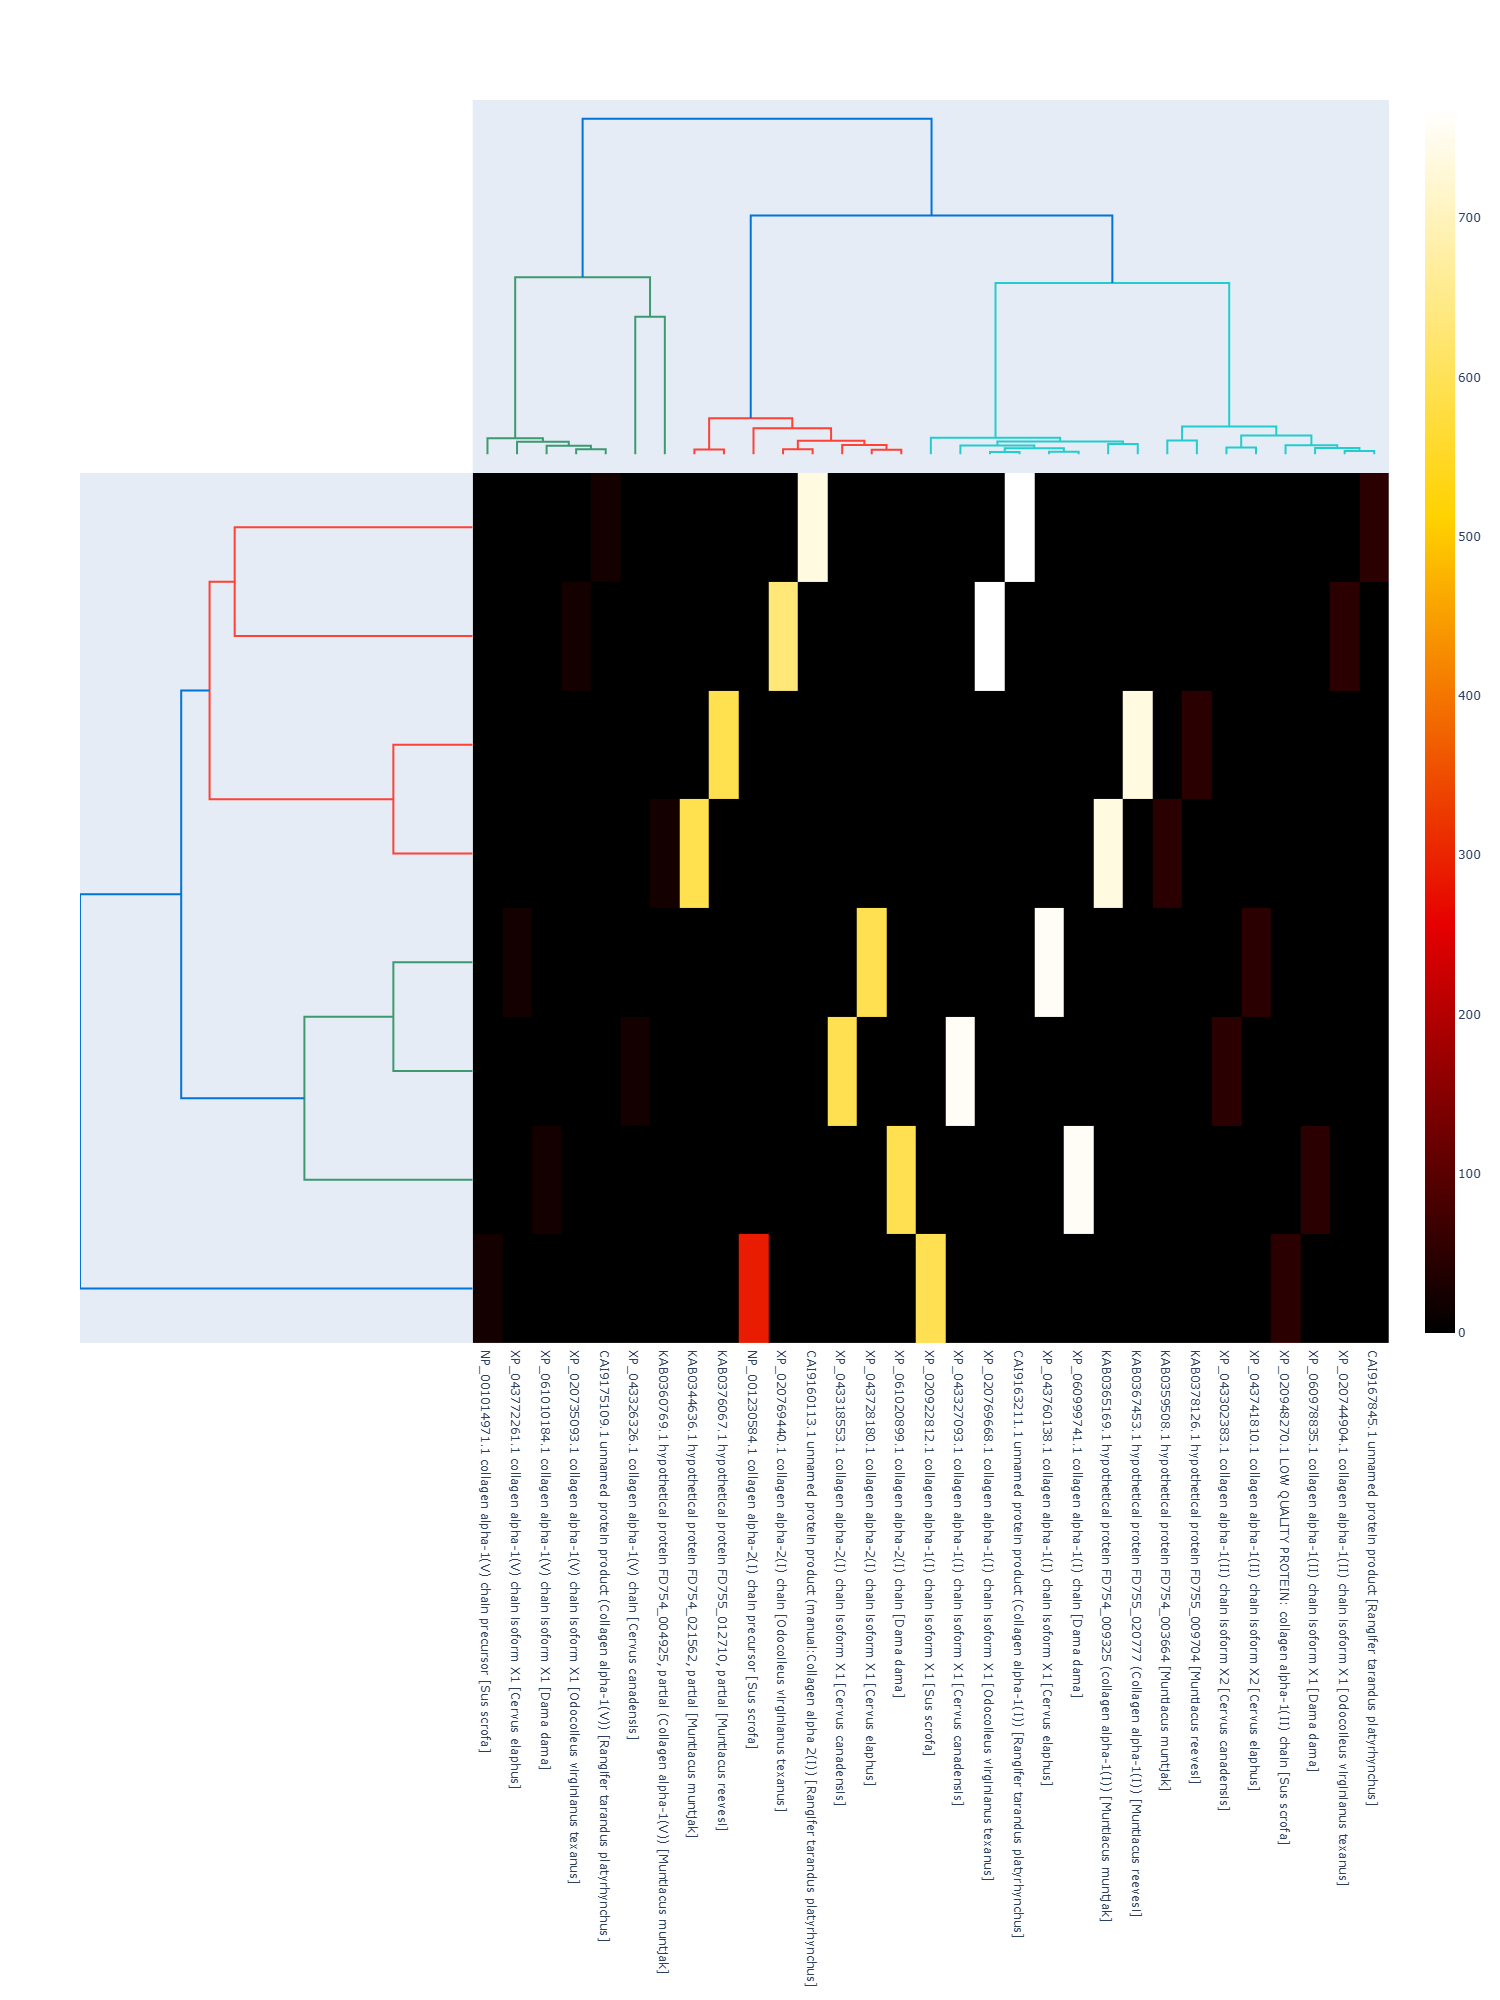 700
600
500
400
300
200
100
0
NP_001014971.1 collagen alpha-1(V) chain precursor [Sus scrofa]
XP_043772261.1 collagen alpha-1(V) chain isoform X1 [Cervus elaphus]
XP_061010184.1 collagen alpha-1(V) chain isoform X1 [Dama dama]
XP_020735093.1 collagen alpha-1(V) chain isoform X1 [Odocoileus virginianus texanus]
CAI9175109.1 unnamed protein product (Collagen alpha-1(V)) [Rangifer tarandus platyrhynchus]
XP_043326326.1 collagen alpha-1(V) chain [Cervus canadensis]
KAB0360769.1 hypothetical protein FD754_004925, partial (Collagen alpha-1(V)) [Muntiacus muntjak]
KAB0344636.1 hypothetical protein FD754_021562, partial [Muntiacus muntjak]
KAB0376067.1 hypothetical protein FD755_012710, partial [Muntiacus reevesi]
NP_001230584.1 collagen alpha-2(I) chain precursor [Sus scrofa]
XP_020769440.1 collagen alpha-2(I) chain [Odocoileus virginianus texanus]
CAI9160113.1 unnamed protein product (manual:Collagen alpha 2(I)) [Rangifer tarandus platyrhynchus]
XP_043318553.1 collagen alpha-2(I) chain isoform X1 [Cervus canadensis]
XP_043728180.1 collagen alpha-2(I) chain isoform X1 [Cervus elaphus]
XP_061020899.1 collagen alpha-2(I) chain [Dama dama]
XP_020922812.1 collagen alpha-1(I) chain isoform X1 [Sus scrofa]
XP_043327093.1 collagen alpha-1(I) chain isoform X1 [Cervus canadensis]
XP_020769668.1 collagen alpha-1(I) chain isoform X1 [Odocoileus virginianus texanus]
CAI9163211.1 unnamed protein product (Collagen alpha-1(I)) [Rangifer tarandus platyrhynchus]
XP_043760138.1 collagen alpha-1(I) chain isoform X1 [Cervus elaphus]
XP_060999741.1 collagen alpha-1(I) chain [Dama dama]
KAB0365169.1 hypothetical protein FD754_009325 (collagen alpha-1(I)) [Muntiacus muntjak]
KAB0367453.1 hypothetical protein FD755_020777 (Collagen alpha-1(I)) [Muntiacus reevesi]
KAB0359508.1 hypothetical protein FD754_003664 [Muntiacus muntjak]
KAB0378126.1 hypothetical protein FD755_009704 [Muntiacus reevesi]
XP_043302383.1 collagen alpha-1(II) chain isoform X2 [Cervus canadensis]
XP_043741810.1 collagen alpha-1(II) chain isoform X2 [Cervus elaphus]
XP_020948270.1 LOW QUALITY PROTEIN: collagen alpha-1(II) chain [Sus scrofa]
XP_060978835.1 collagen alpha-1(II) chain isoform X1 [Dama dama]
XP_020744904.1 collagen alpha-1(II) chain isoform X1 [Odocoileus virginianus texanus]
CAI9167845.1 unnamed protein product [Rangifer tarandus platyrhynchus]